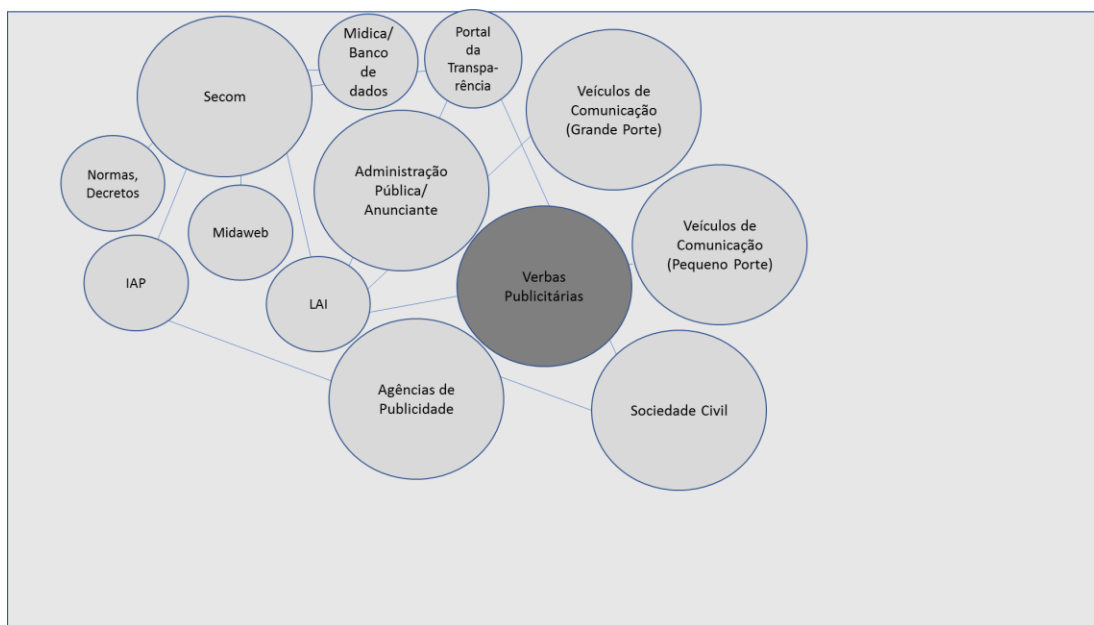 Secom
Midica/
Banco
de
dados
Portal
da
Transpa-
rência
Veículos de
Comunicação
(Grande Porte)
Normas,
Decretos
Midaweb
Administração
Pública/
Anunciante
Veículos de
Comunicação
(Pequeno Porte)
IAP
LAI
Verbas
Publicitárias
Agências de
Publicidade
Sociedade Civil